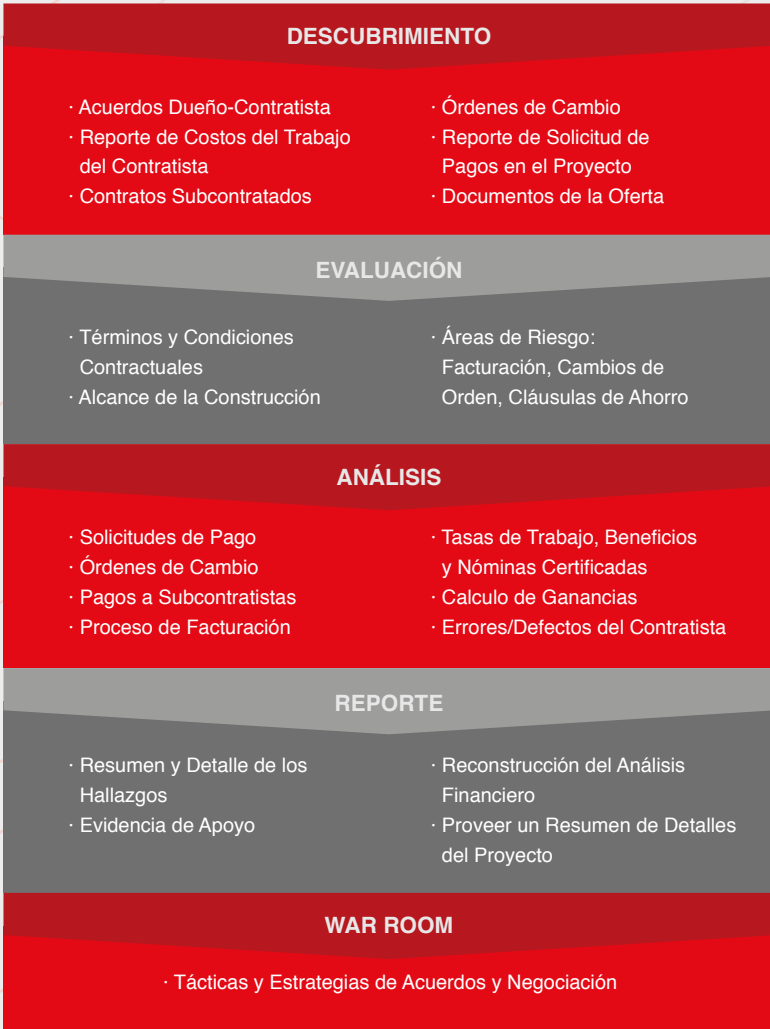 DESCUBRIMIENTO
· Acuerdos Dueño-Contratista
· Reporte de Costos del Trabajo
del Contratista
· Contratos Subcontratados
· Órdenes de Cambio
· Reporte de Solicitud de
Pagos en el Proyecto
· Documentos de la Oferta
EVALUACIÓN
· Términos y Condiciones
Contractuales
· Alcance de la Construcción
· Áreas de Riesgo:
Facturación, Cambios de
Orden, Cláusulas de Ahorro
ANÁLISIS
· Solicitudes de Pago
· Órdenes de Cambio
· Pagos a Subcontratistas
· Proceso de Facturación
· Tasas de Trabajo, Beneficios
y Nóminas Certificadas
· Calculo de Ganancias
· Errores/Defectos del Contratista
REPORTE
· Resumen y Detalle de los
Hallazgos
· Evidencia de Apoyo
· Reconstrucción del Análisis
Financiero
· Proveer un Resumen de Detalles
del Proyecto
WAR ROOM
· Tácticas y Estrategias de Acuerdos y Negociación